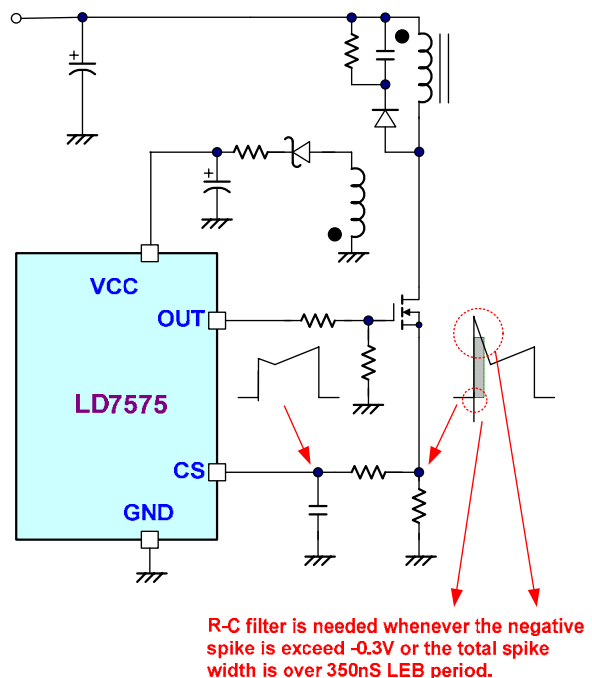 +
+
VCC
OUT
LD7575
CS
GND
R-C filter is needed whenever the negative
spike is exceed -0.3V or the total spike
width is over 350nS LEB period.